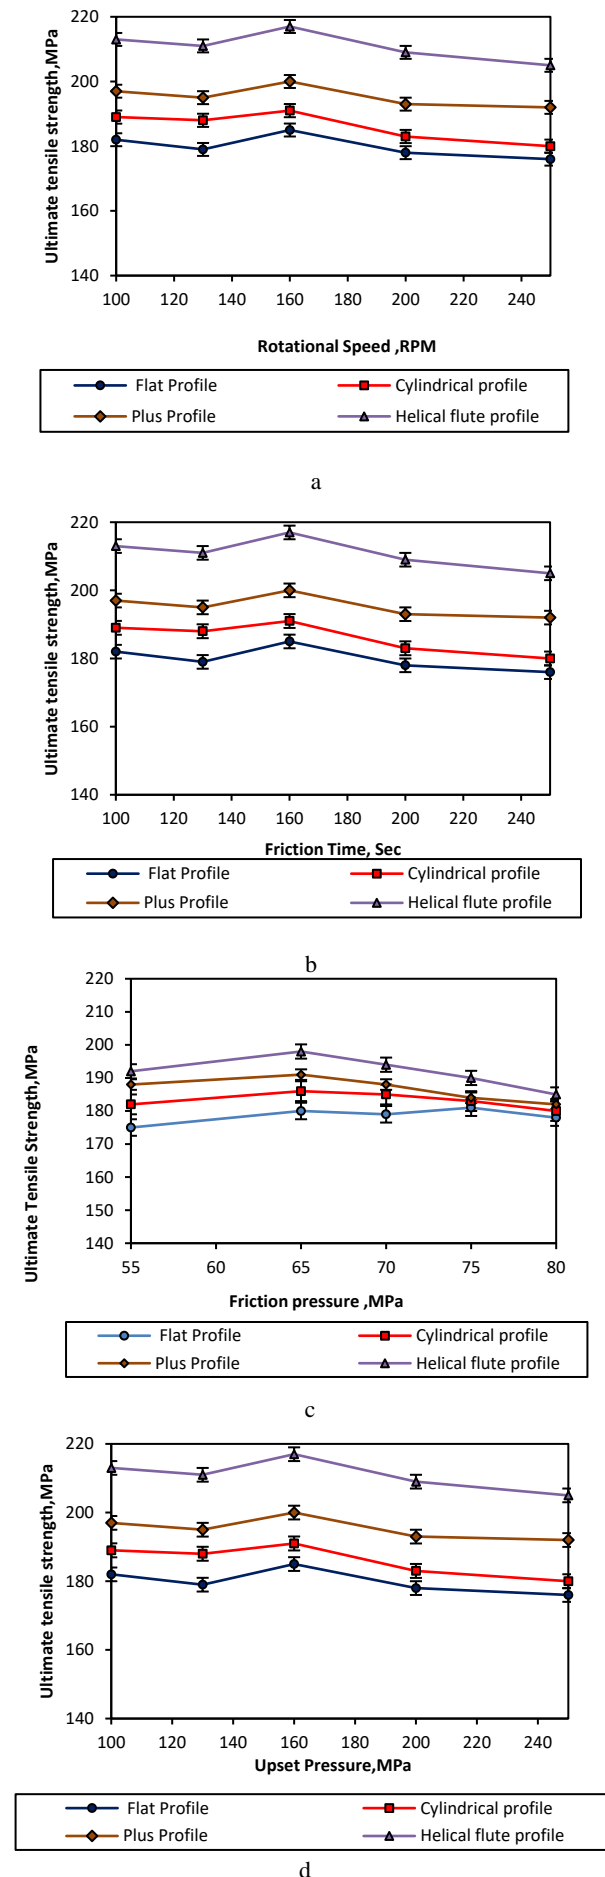 220
200
180
160
140
Ultimate tensile strength,MPa
100 120 140 160 180 200 220 240
Rotational Speed ,RPM
Flat Profile Cylindrical profile
Plus Profile Helical flute profile
a
220
200
180
160
140
Ultimate tensile strength,MPa
100 120 140 160 180 200 220 240
Friction Time, Sec
Flat Profile Cylindrical profile
Plus Profile Helical flute profile
b
220
210
200
190
180
170
160
150
140
Ultimate Tensile Strength,MPa
55 60 65 70 75 80
Friction pressure ,MPa
Flat Profile Cylindrical profile
Plus Profile Helical flute profile
c
220
200
180
160
140
Ultimate tensile strength,MPa
100 120 140 160 180 200 220 240
Upset Pressure,MPa
Flat Profile Cylindrical profile
Plus Profile Helical flute profile
d